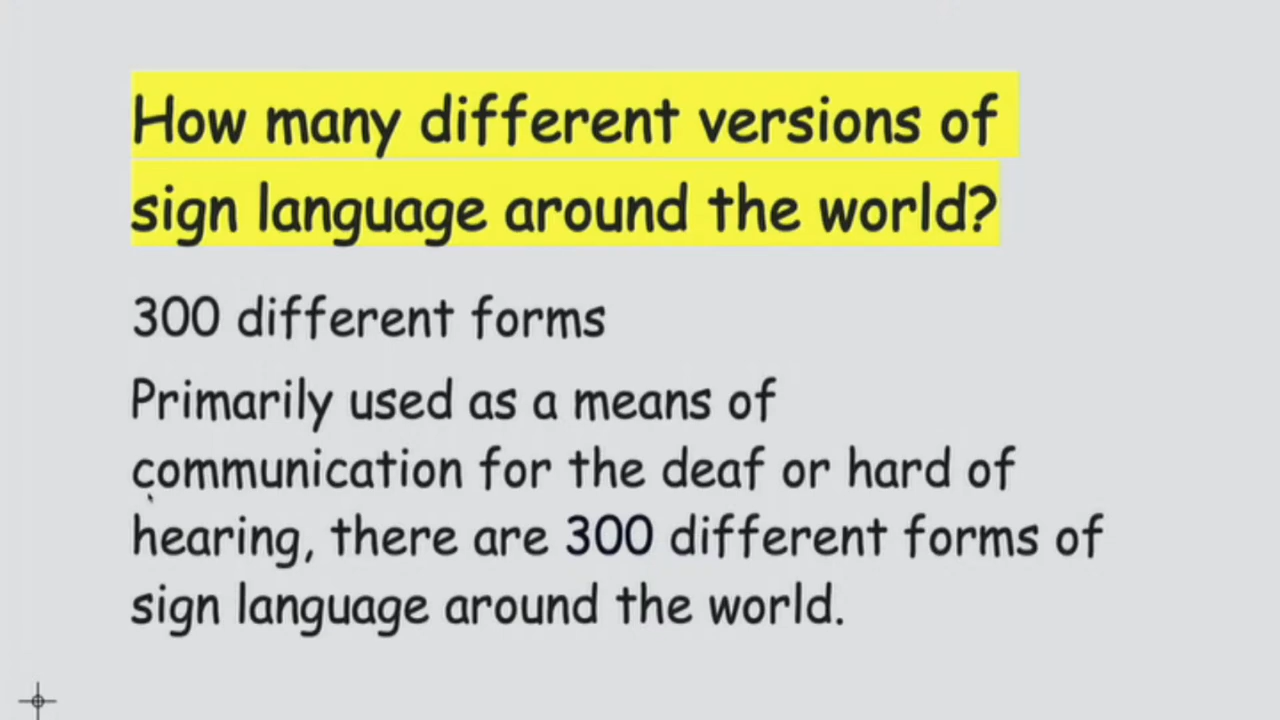 How many different versions of
sign language around the world?
300 different forms
Primarily used as a means of
communication for the deaf or hard of
hearing, there are 300 different forms of
sign language around the world.